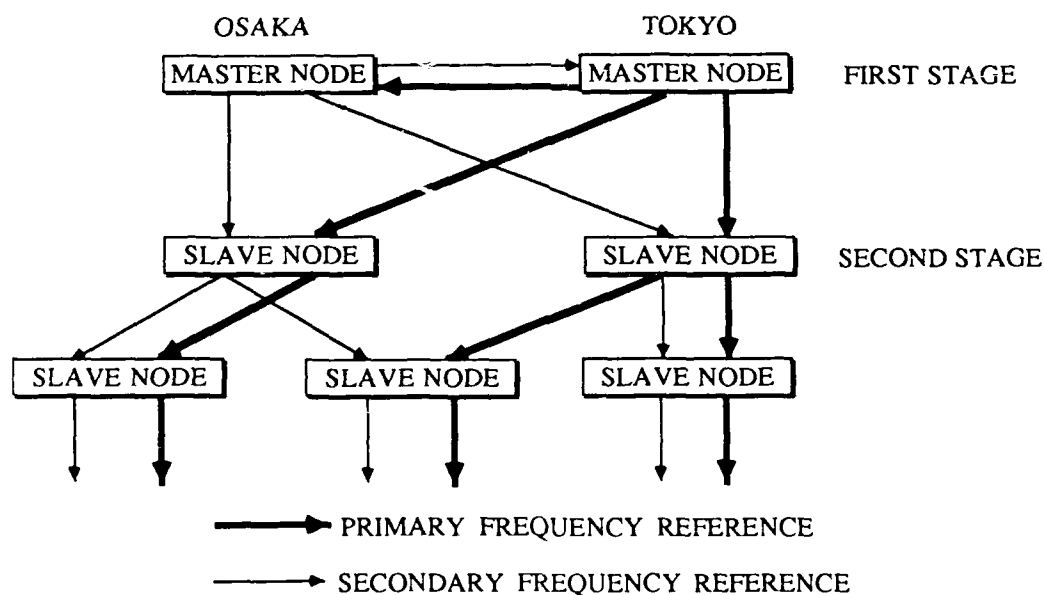 OSAKA TOKYO
MASTER NODE MASTER NODE FIRST STAGE
SLAVE NODE SLAVE NODE SECOND STAGE
SLAVE NODE SLAVE NODE SLAVE NODE
PRIMARY FREQUENCY REFERENCE
SECONDARY FREQUENCY REFERENCE